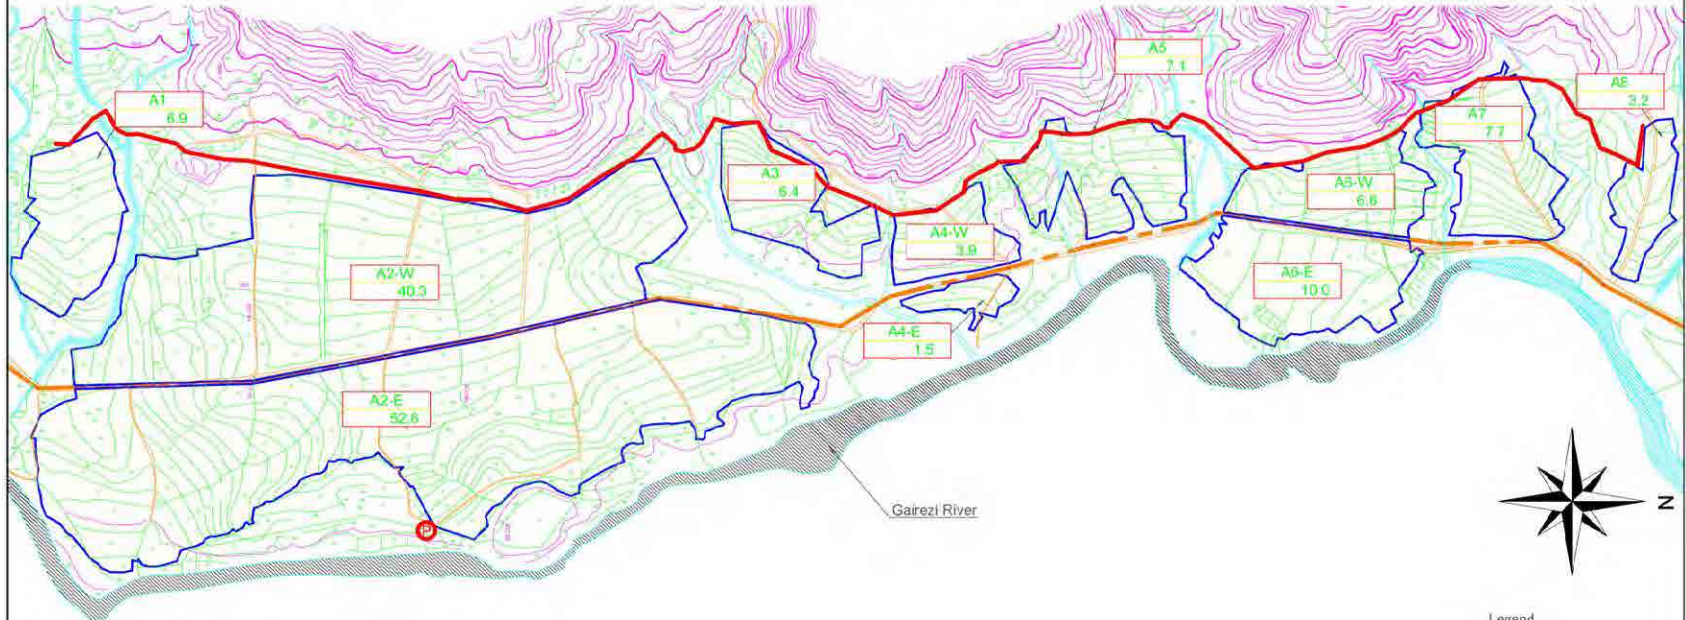 A5
7.1
A1
6.9
A8
3.2
A7
7.7
A3
6.4
A6-W
6.6
A4-W
3.9
A2-W
40.3
A6-E
10.0
A4-E
1.5
A2-E
52.6
P
Gairezi River
N
Legend